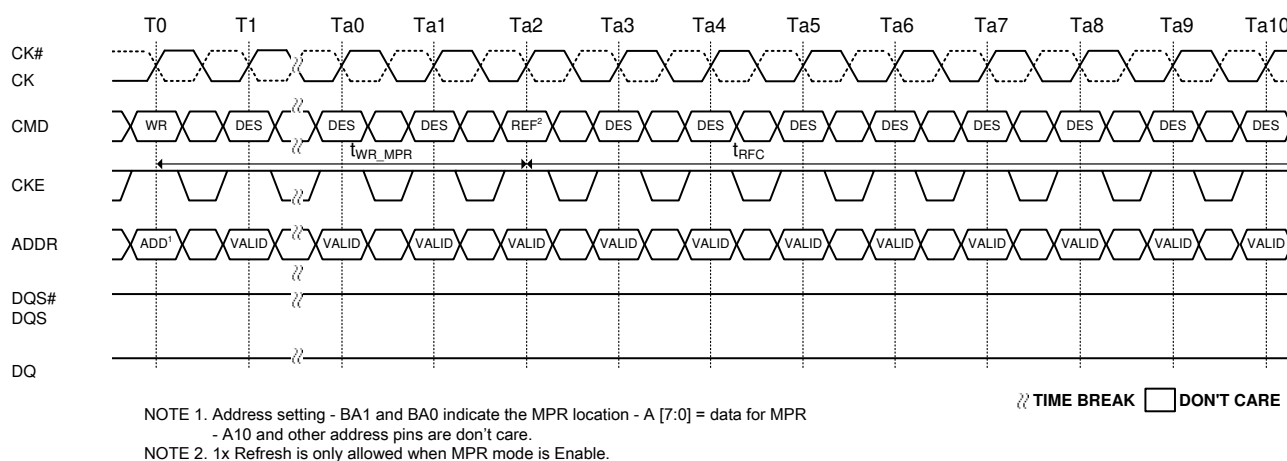 T0 T1 Ta0 Ta1 Ta2 Ta3 Ta4 Ta5 Ta6 Ta7 Ta8 Ta9 Ta10
CK#
CK
CMD WR DES DES DES REF2 DES DES DES DES DES DES DES DES
tWR_MPR tRFC
CKE
ADDR ADD1 VALID VALID VALID VALID VALID VALID VALID VALID VALID VALID VALID VALID
DQS#
DQS
DQ
TIME BREAK DON'T CARE
NOTE 1. Address setting - BA1 and BA0 indicate the MPR location - A [7:0] = data for MPR
- A10 and other address pins are don't care.
NOTE 2. 1x Refresh is only allowed when MPR mode is Enable.